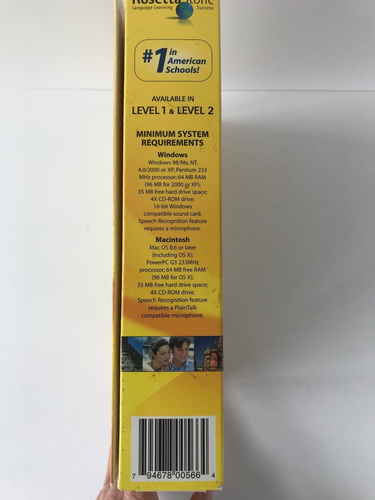 Rosetta Stone
Language Learning Success
#1 in
American
Schools!
AVAILABLE IN
LEVEL 1 & LEVEL 2
MINIMUM SYSTEM
REQUIREMENTS
Windows
Windows 98/Me, NT
4.0/2000 or XP; Pentium 233
MHz processor; 64 MB RAM
(96 MB for 2000 or XP);
35 MB free hard drive space;
4X CD-ROM drive;
16-bit Windows
compatible sound card.
Speech Recognition feature
requires a microphone.
Macintosh
Mac OS 8.6 or later
(including OS X);
PowerPC G3 233MHz
processor; 64 MB free RAM
(96 MB for OS X);
35 MB free hard drive space;
4X CD-ROM drive.
Speech Recognition feature
requires a PlainTalk
compatible microphone.
7 94678 00566 4